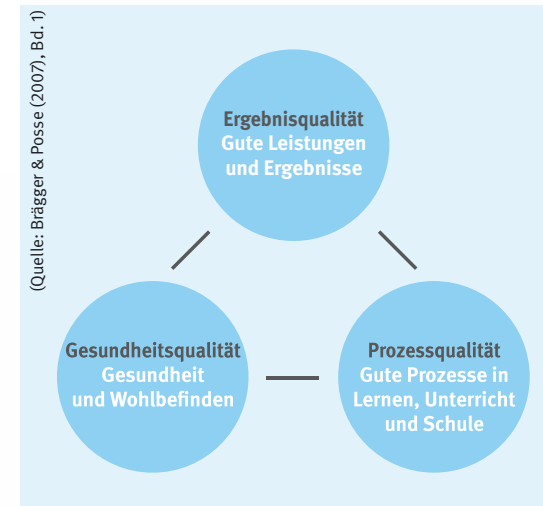 (Quelle: Brägger & Posse (2007), Bd. 1)
Ergebnisqualität
Gute Leistungen
und Ergebnisse
Gesundheitsqualität
Gesundheit
und Wohlbefinden
Prozessqualität
Gute Prozesse in
Lernen, Unterricht
und Schule